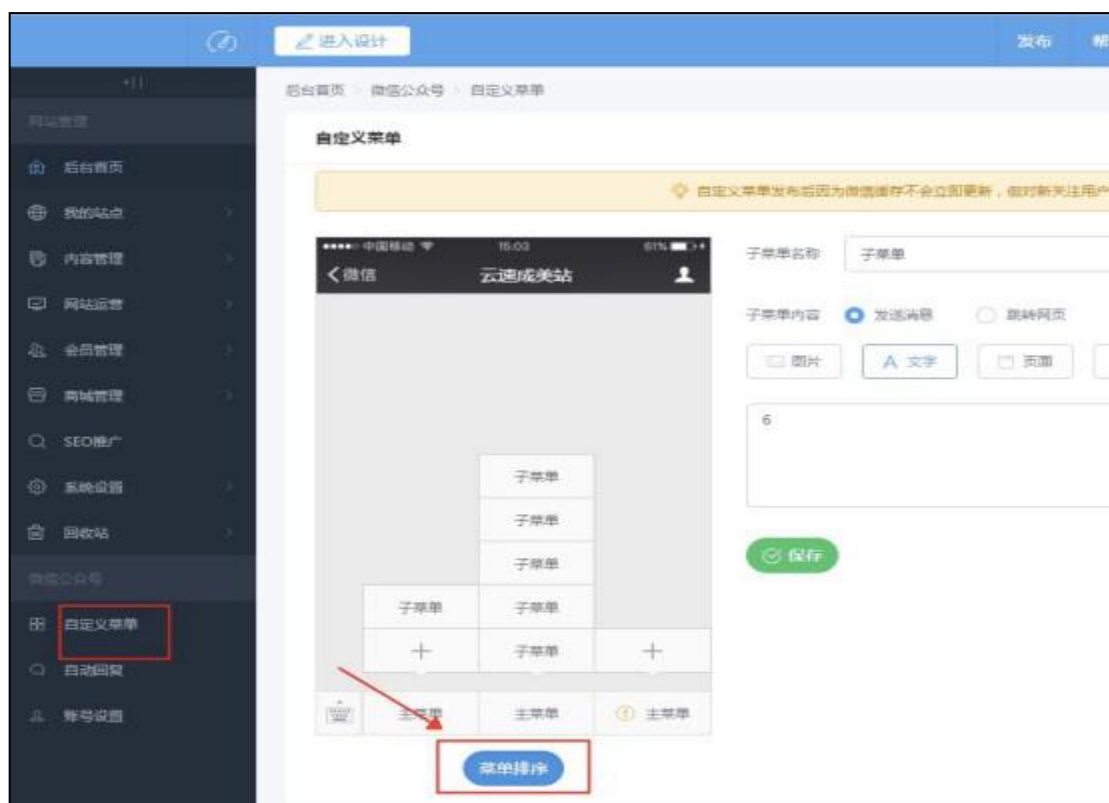 进入设计
发布
帮
后台首页 > 微信公众号 > 自定义菜单
网站管理
自定义菜单
后台首页
自定义菜单发布后因为微信缓存不会立即更新，但对新关注用户
我的站点
内容管理
中国移动 15:03 61%
子菜单名称 子菜单
微信 云速成美站
网站运营
子菜单内容 发送消息 跳转网页
会员管理
图片 文字 页面
商城管理
6
SEO推广
子菜单
系统设置
子菜单
回收站
保存
子菜单
微信公众号
子菜单 子菜单
自定义菜单
子菜单
自动回复
账号设置
主菜单 主菜单 主菜单
菜单排序